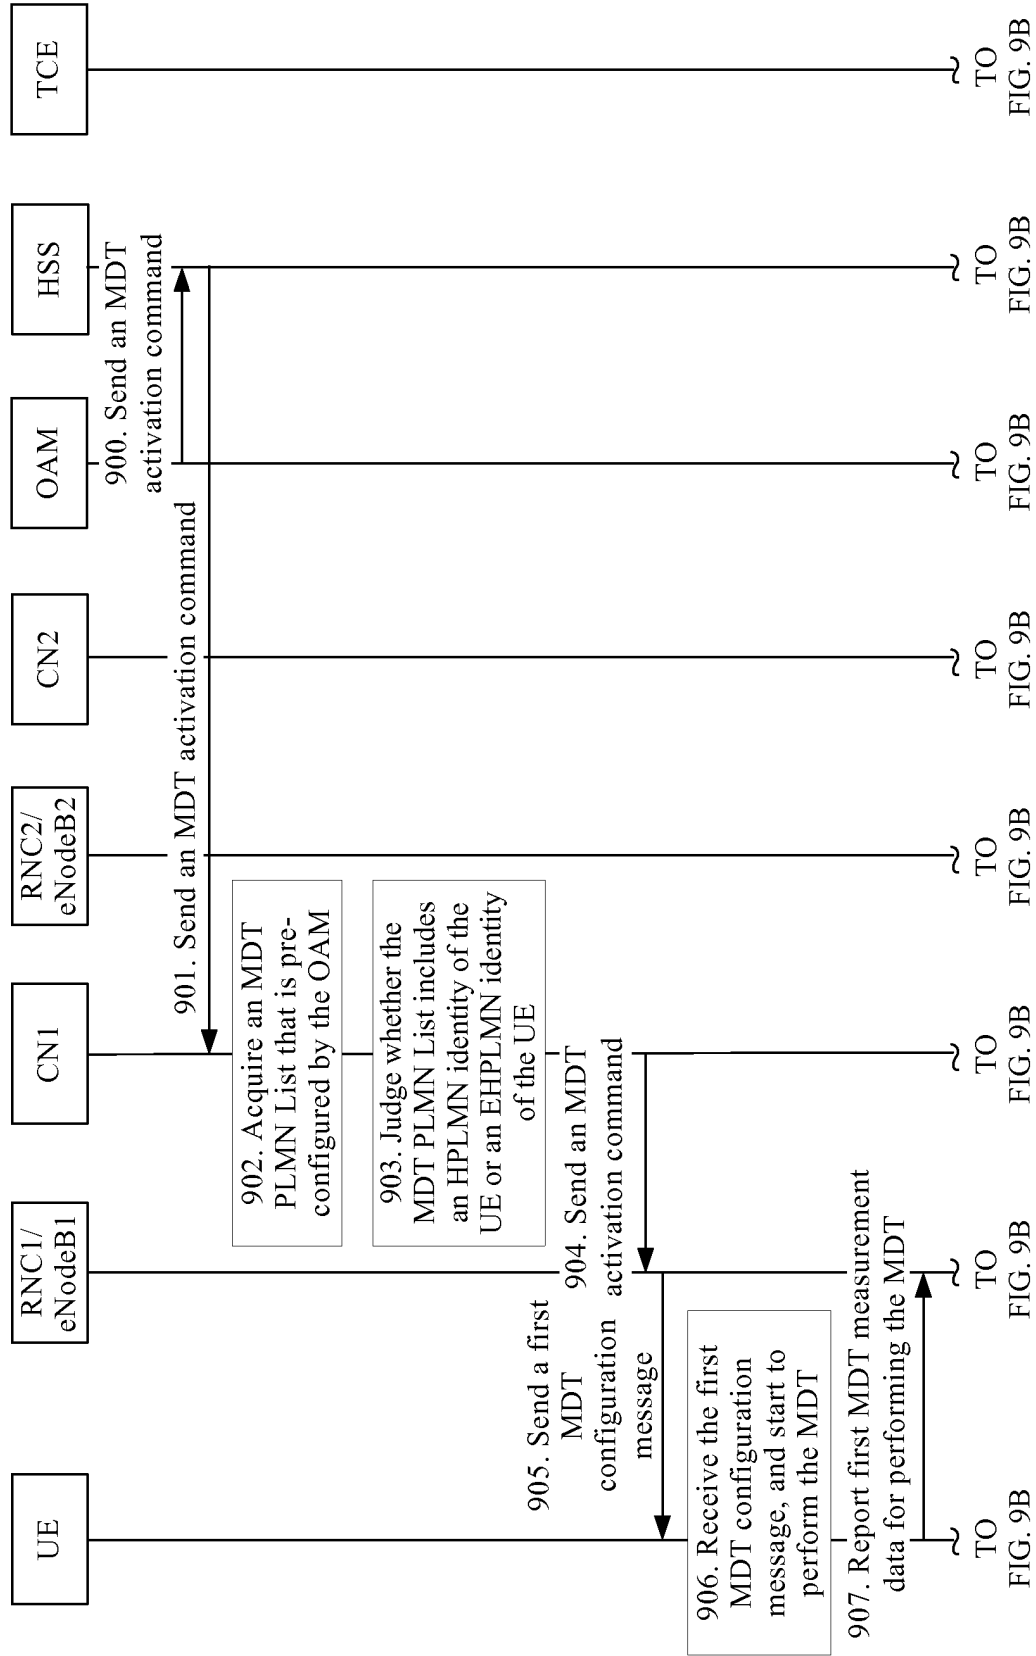 UE
RNC1/
eNodeB1
CN1
RNC2/
eNodeB2
CN2
OAM
HSS
TCE
900. Send an MDT
activation command
901. Send an MDT activation command
902. Acquire an MDT
PLMN List that is pre-
configured by the OAM
903. Judge whether the
MDT PLMN List includes
an HPLMN identity of the
UE or an EHPLMN identity
of the UE
904. Send an MDT
activation command
905. Send a first
MDT
configuration
message
906. Receive the first
MDT configuration
message, and start to
perform the MDT
907. Report first MDT measurement
data for performing the MDT
TO
FIG. 9B
TO
FIG. 9B
TO
FIG. 9B
TO
FIG. 9B
TO
FIG. 9B
TO
FIG. 9B
TO
FIG. 9B
TO
FIG. 9B